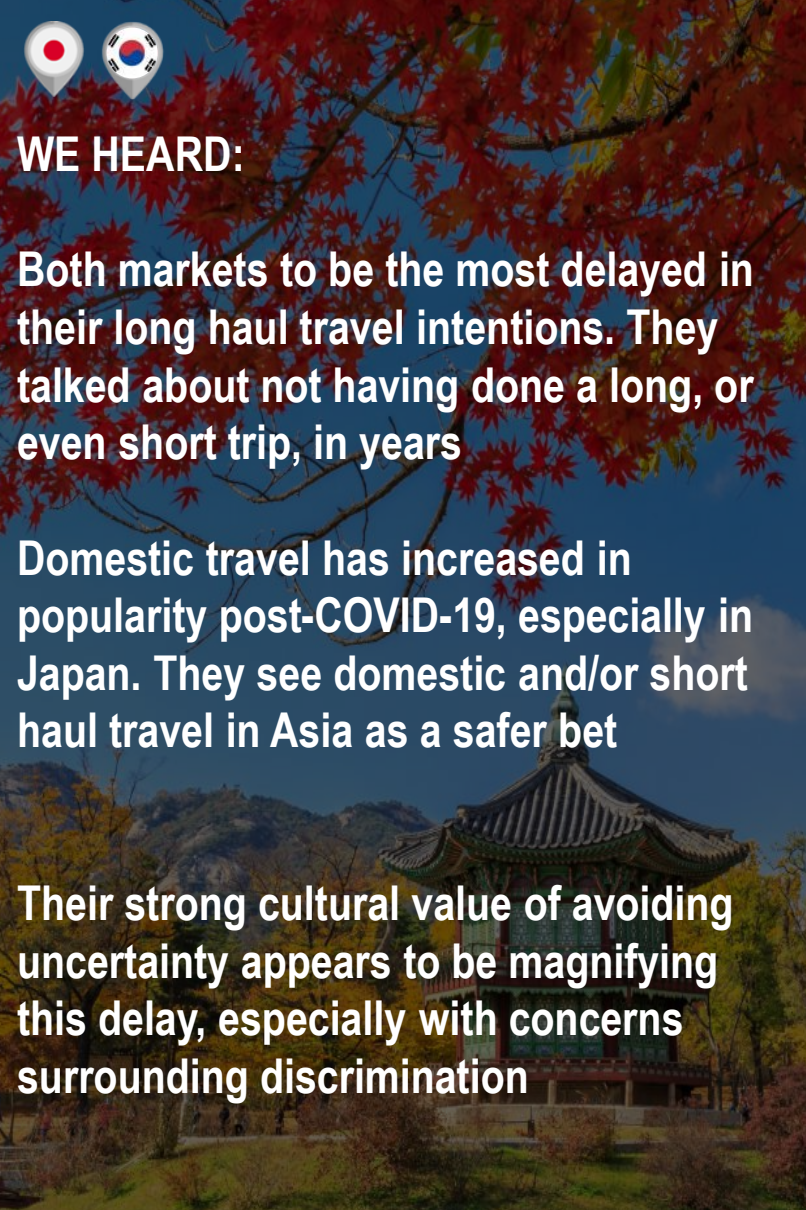 WE HEARD:
Both markets to be the most delayed in
their long haul travel intentions. They
talked about not having done a long, or
even short trip, in years
Domestic travel has increased in
popularity post-COVID-19, especially in
Japan. They see domestic and/or short
haul travel in Asia as a safer bet
Their strong cultural value of avoiding
uncertainty appears to be magnifying
this delay, especially with concerns
surrounding discrimination